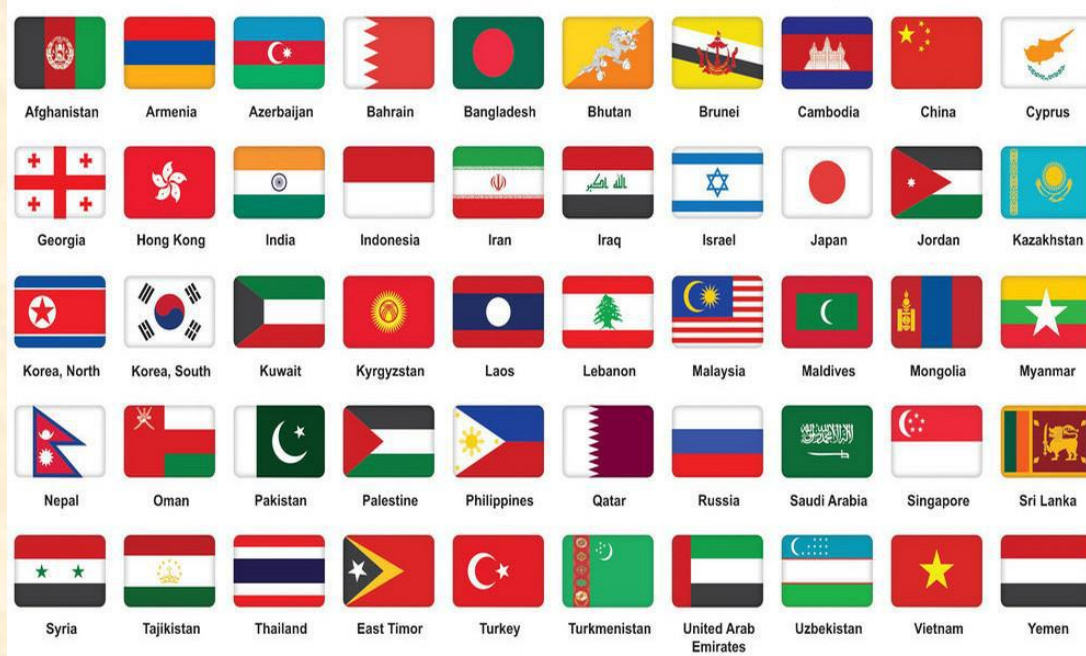 Afghanistan Armenia Azerbaijan Bahrain Bangladesh Bhutan Brunei Cambodia China Cyprus
الله اكبر
Georgia Hong Kong India Indonesia Iran Iraq Israel Japan Jordan Kazakhstan
Korea, North Korea, South Kuwait Kyrgyzstan Laos Lebanon Malaysia Maldives Mongolia Myanmar
Nepal Oman Pakistan Palestine Philippines Qatar Russia Saudi Arabia Singapore Sri Lanka
Syria Tajikistan Thailand East Timor Turkey Turkmenistan United Arab Uzbekistan Vietnam Yemen
Emirates